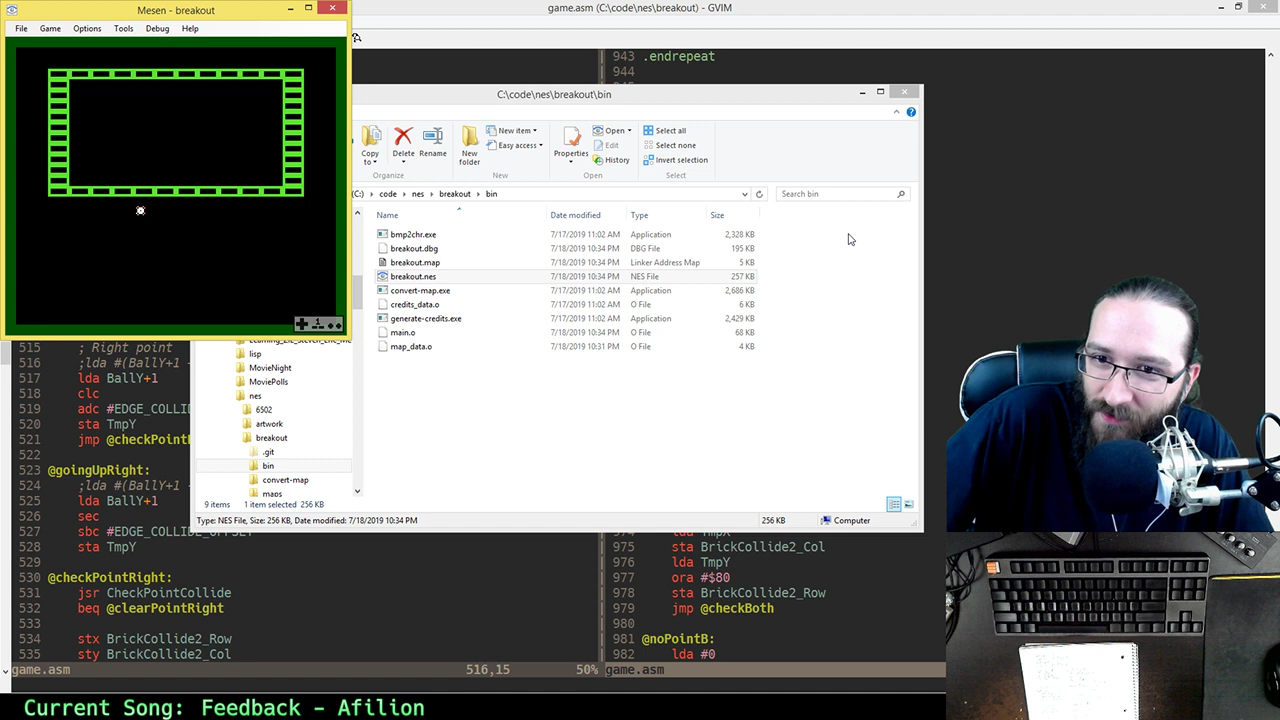 Mesen - breakout
File Game Options Tools Debug Help
1
game.asm (C:\code\nes\breakout) - GVIM
943 .endrepeat
944
C:\code\nes\breakout\bin
Copy to
Delete
Rename
New folder
New item
Easy access
Properties
Open
Edit
History
Select all
Select none
Invert selection
Organize
New
Open
Select
(C:) code nes breakout bin
Search bin
Name Date modified Type Size
bmp2chr.exe 7/17/2019 11:02 AM Application 2,328 KB
breakout.dbg 7/18/2019 10:34 PM DBG File 195 KB
breakout.map 7/18/2019 10:34 PM Linker Address Map 5 KB
breakout.nes 7/18/2019 10:34 PM NES File 257 KB
convert-map.exe 7/17/2019 11:02 AM Application 2,686 KB
credits_data.o 7/17/2019 11:02 AM O File 6 KB
generate-credits.exe 7/17/2019 11:02 AM Application 2,429 KB
main.o 7/18/2019 10:34 PM O File 68 KB
map_data.o 7/18/2019 10:31 PM O File 4 KB
lisp
MovieNight
MoviePolls
nes
6502
artwork
breakout
.git
bin
convert-map
maps
9 items 1 item selected 256 KB
Type: NES File, Size: 256 KB, Date modified: 7/18/2019 10:34 PM 256 KB Computer
515 ; Right point
516 ;lda #(BallY+1 -
517 lda BallY+1
518 clc
519 adc #EDGE_COLLID
520 sta TmpY
521 jmp @checkPoint
522
523 @goingUpRight:
524 ;lda #(BallY+1 -
525 lda BallY+1
526 sec
527 sbc #EDGE_COLLIDE_OFFSET
528 sta TmpY
529
530 @checkPointRight:
531 jsr CheckPointCollide
532 beq @clearPointRight
533
534 stx BrickCollide2_Row
535 sty BrickCollide2_Col
game.asm 516,15 50%
974 lda TmpX
975 sta BrickCollide2_Col
976 lda TmpY
977 ora #$80
978 sta BrickCollide2_Row
979 jmp @checkBoth
980
981 @noPointB:
982 lda #0
game.asm
Current Song: Feedback - Afilion